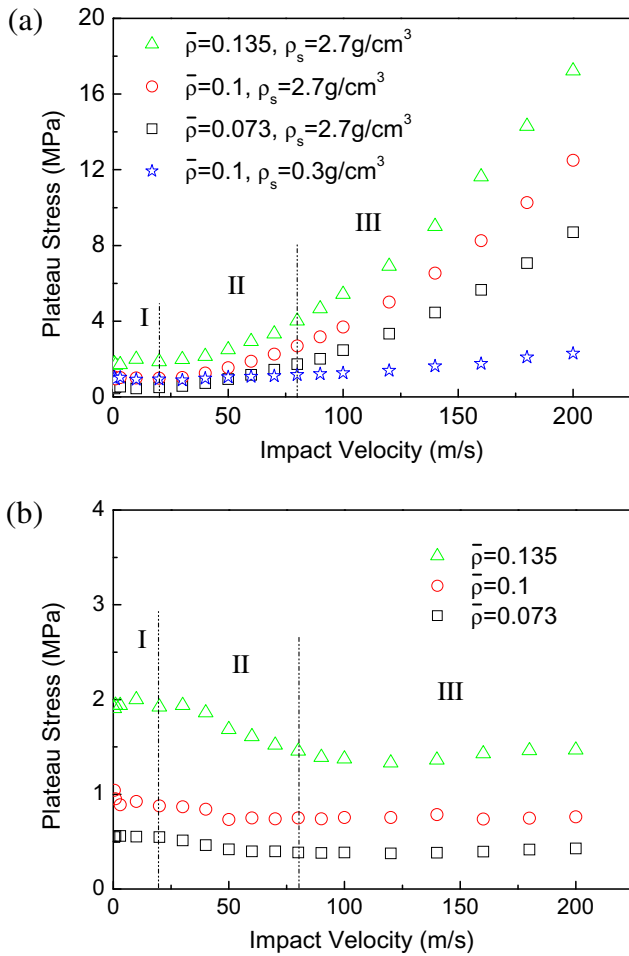 (a)
20
16
12
8
4
0
Plateau Stress (MPa)
ρ̄=0.135, ρₛ=2.7g/cm³
ρ̄=0.1, ρₛ=2.7g/cm³
ρ̄=0.073, ρₛ=2.7g/cm³
ρ̄=0.1, ρₛ=0.3g/cm³
I
II
III
0 50 100 150 200
Impact Velocity (m/s)
(b)
4
3
2
1
0
Plateau Stress (MPa)
ρ̄=0.135
ρ̄=0.1
ρ̄=0.073
I
II
III
0 50 100 150 200
Impact Velocity (m/s)